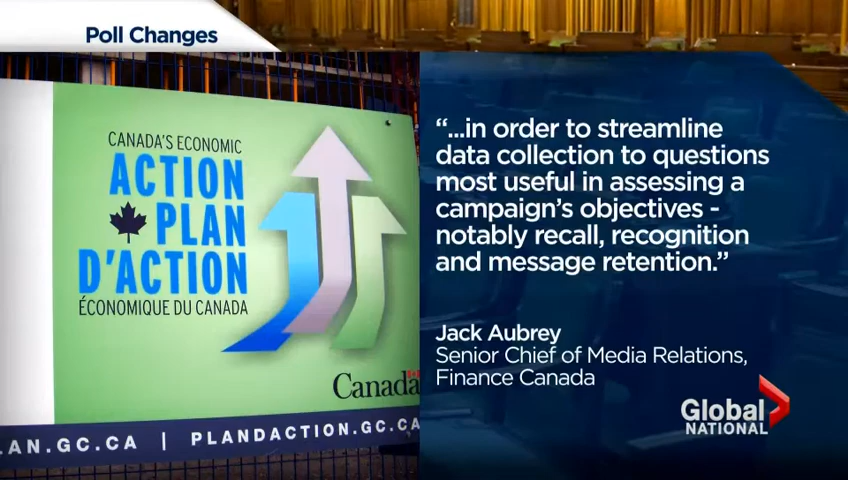 Poll Changes
CANADA'S ECONOMIC
ACTION
PLAN
D'ACTION
ÉCONOMIQUE DU CANADA
Canada
AN.GC.CA | PLANDACTION.GC.CA
“...in order to streamline
data collection to questions
most useful in assessing a
campaign’s objectives -
notably recall, recognition
and message retention.”
Jack Aubrey
Senior Chief of Media Relations,
Finance Canada
Global
NATIONAL